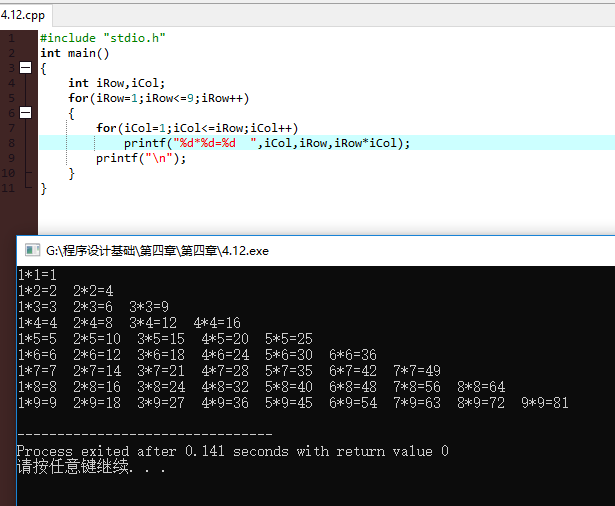 4.12.cpp
1 #include "stdio.h"
2 int main()
3 {
4 int iRow,iCol;
5 for(iRow=1;iRow<=9;iRow++)
6 {
7 for(iCol=1;iCol<=iRow;iCol++)
8 printf("%d*%d=%d  ",iCol,iRow,iRow*iCol);
9 printf("\n");
10 }
11 }
G:\程序设计基础\第四章\第四章\4.12.exe
1*1=1
1*2=2  2*2=4
1*3=3  2*3=6  3*3=9
1*4=4  2*4=8  3*4=12  4*4=16
1*5=5  2*5=10  3*5=15  4*5=20  5*5=25
1*6=6  2*6=12  3*6=18  4*6=24  5*6=30  6*6=36
1*7=7  2*7=14  3*7=21  4*7=28  5*7=35  6*7=42  7*7=49
1*8=8  2*8=16  3*8=24  4*8=32  5*8=40  6*8=48  7*8=56  8*8=64
1*9=9  2*9=18  3*9=27  4*9=36  5*9=45  6*9=54  7*9=63  8*9=72  9*9=81
--------------------------------
Process exited after 0.141 seconds with return value 0
请按任意键继续. . .